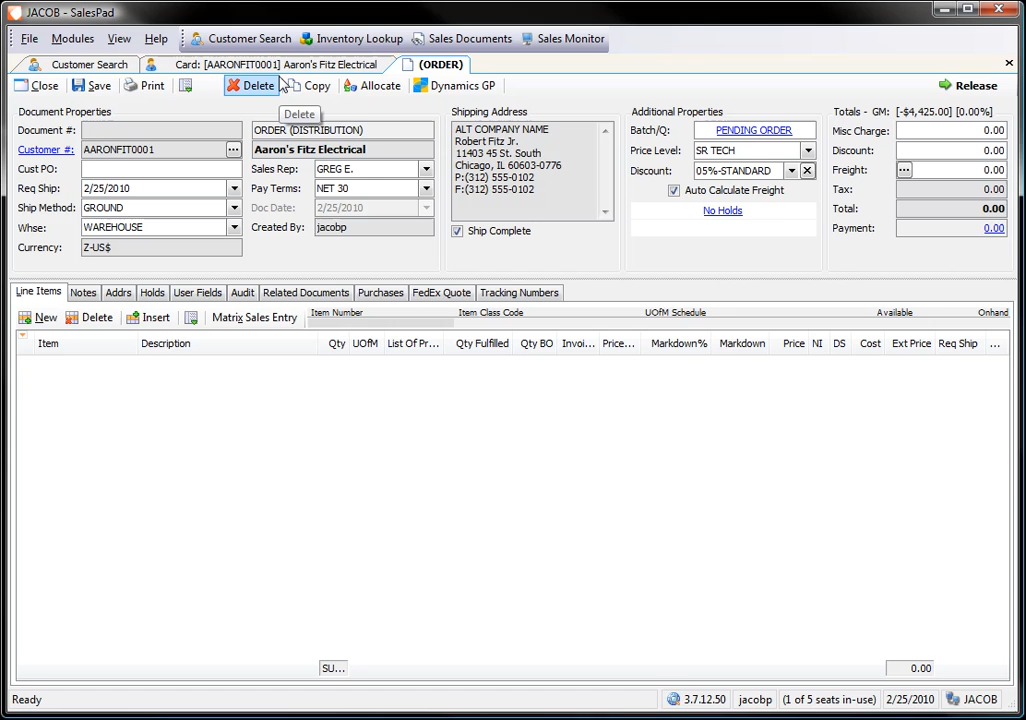 JACOB - SalesPad
File Modules View Help Customer Search Inventory Lookup Sales Documents Sales Monitor
Customer Search Card: [AARONFIT0001] Aaron's Fitz Electrical (ORDER)
Close Save Print Delete Copy Allocate Dynamics GP Release
Delete
Document Properties
Document #: ORDER (DISTRIBUTION)
Customer #: AARONFIT0001 Aaron's Fitz Electrical
Cust PO: Sales Rep: GREG E.
Req Ship: 2/25/2010 Pay Terms: NET 30
Ship Method: GROUND Doc Date: 2/25/2010
Whse: WAREHOUSE Created By: jacobp
Currency: Z-US$
Shipping Address
ALT COMPANY NAME
Robert Fitz Jr.
11403 45 St. South
Chicago, IL 60603-0776
P:(312) 555-0102
F:(312) 555-0102
Ship Complete
Additional Properties
Batch/Q: PENDING ORDER
Price Level: SR TECH
Discount: 05%-STANDARD
Auto Calculate Freight
No Holds
Totals - GM: [-$4,425.00] [0.00%]
Misc Charge: 0.00
Discount: 0.00
Freight: 0.00
Tax: 0.00
Total: 0.00
Payment: 0.00
Line Items Notes Addrs Holds User Fields Audit Related Documents Purchases FedEx Quote Tracking Numbers
New Delete Insert Matrix Sales Entry Item Number Item Class Code UOfM Schedule Available Onhand
Item Description Qty UOfM List Of Pr... Qty Fulfilled Qty BO Invoi... Price... Markdown% Markdown Price NI DS Cost Ext Price Req Ship ...
SU... 0.00
Ready 3.7.12.50 jacobp (1 of 5 seats in-use) 2/25/2010 JACOB